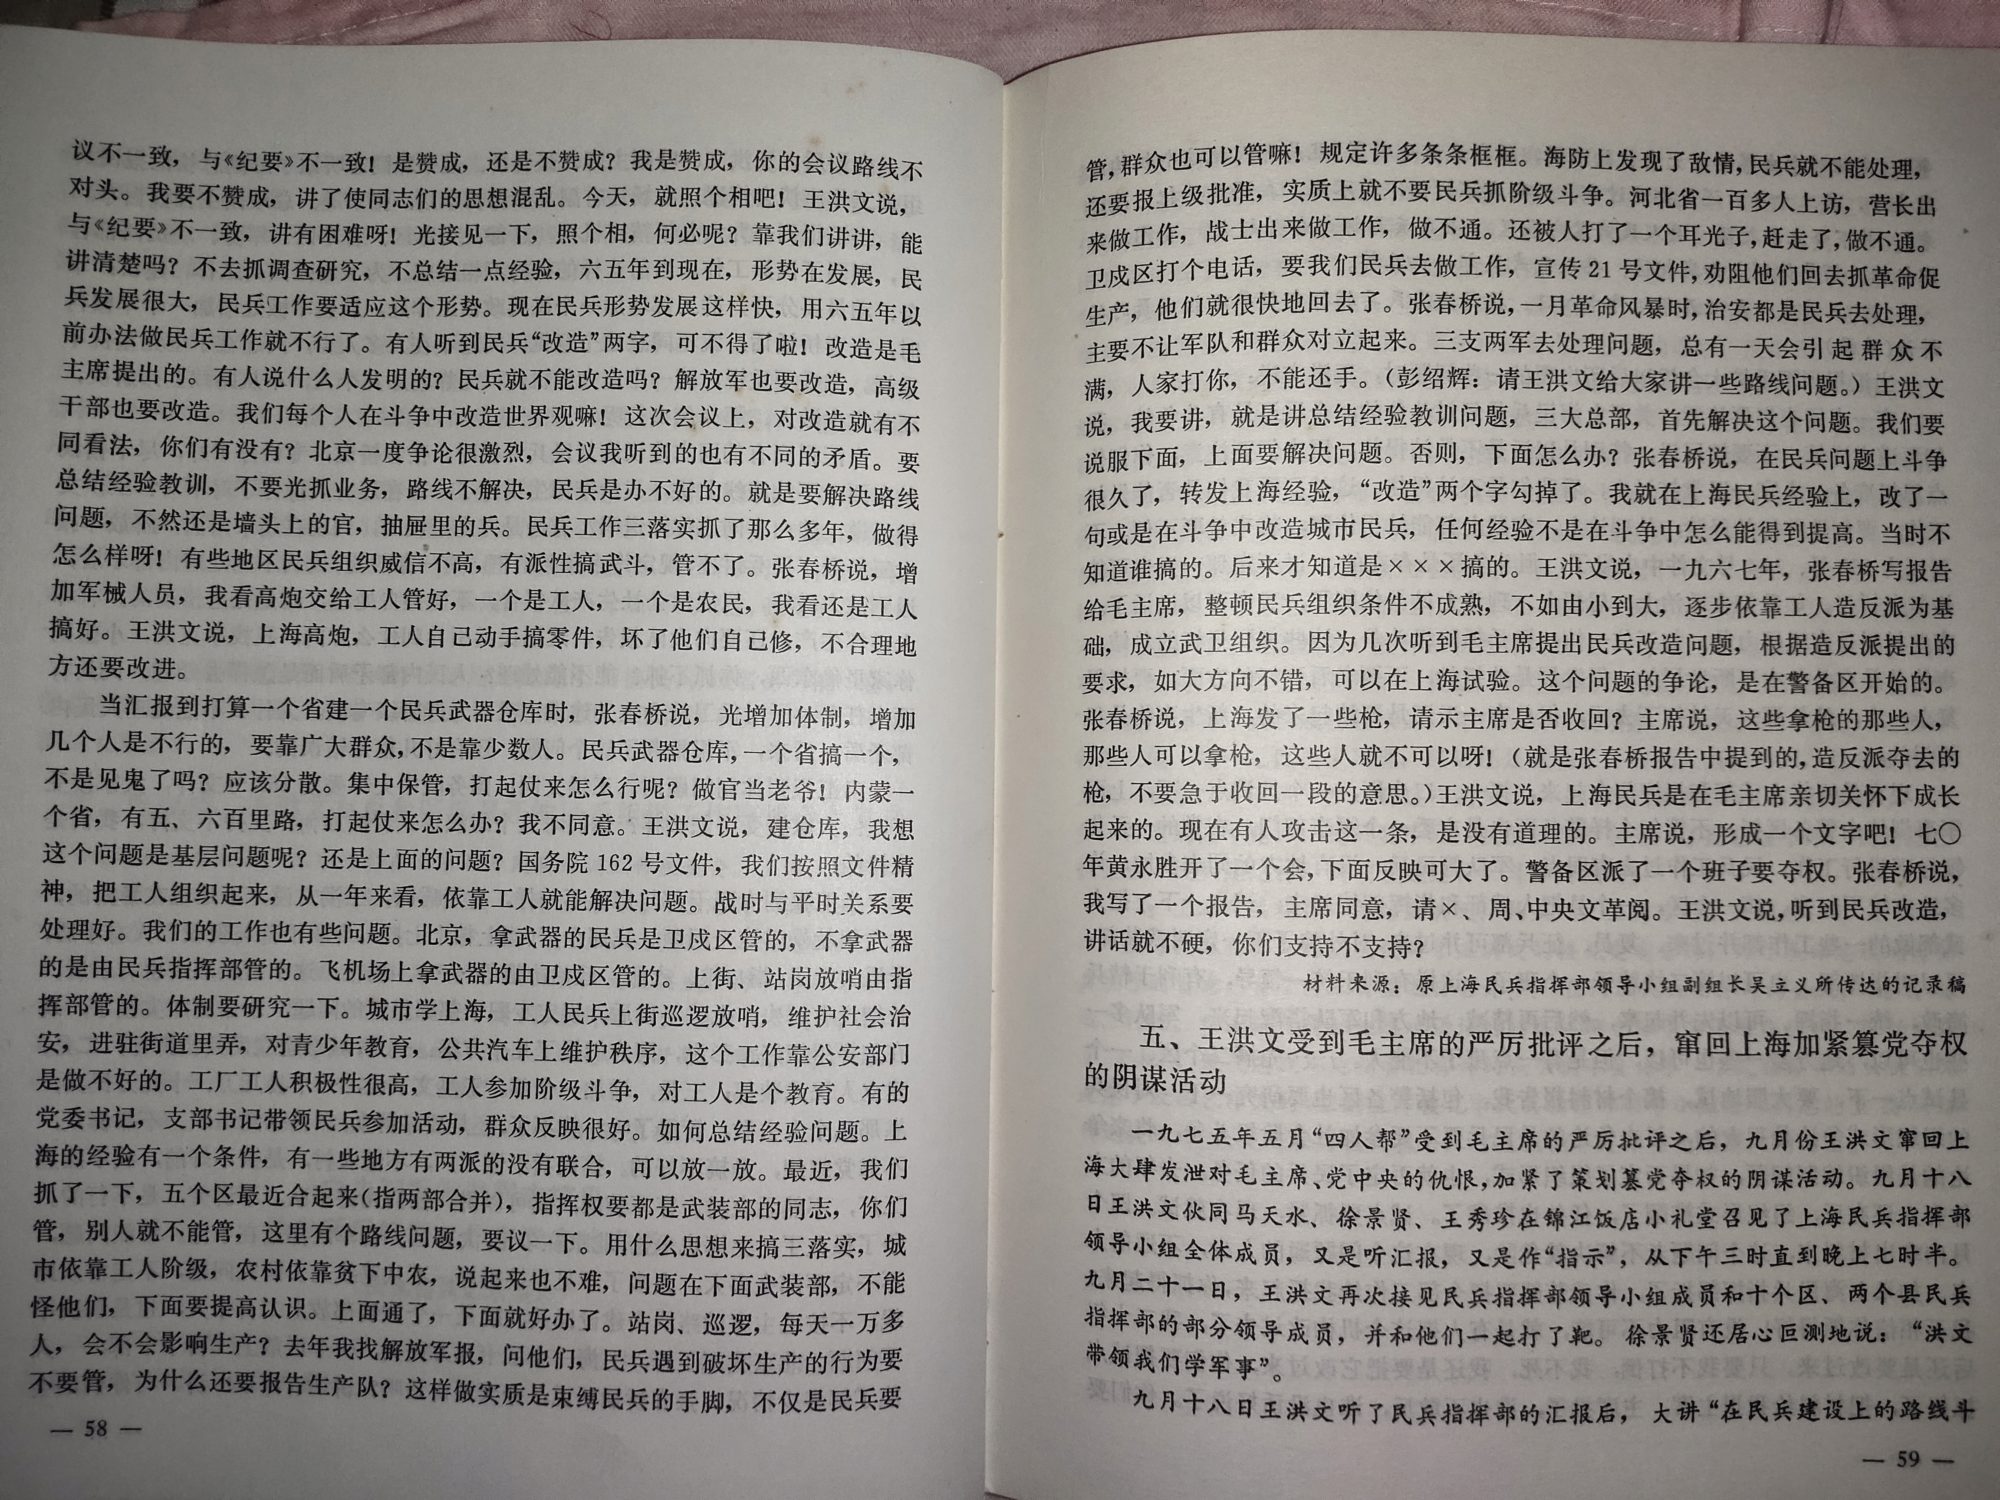 议不一致，与《纪要》不一致！是赞成，还是不赞成？我是赞成，你的会议路线不
对头。我要不赞成，讲了使同志们的思想混乱。今天，就照个相吧！王洪文说，
与《纪要》不一致，讲有困难呀！光接见一下，照个相，何必呢？靠我们讲讲，能
讲清楚吗？不去抓调查研究，不总结一点经验，六五年到现在，形势在发展，民
兵发展很大，民兵工作要适应这个形势。现在民兵形势发展这样快，用六五年以
前办法做民兵工作就不行了。有人听到民兵“改造”两字，可不得了啦！改造是毛
主席提出的。有人说什么人发明的？民兵就不能改造吗？解放军也要改造，高级
干部也要改造。我们每个人在斗争中改造世界观嘛！这次会议上，对改造就有不
同看法，你们有没有？北京一度争论很激烈，会议我听到的也有不同的矛盾。要
总结经验教训，不要光抓业务，路线不解决，民兵是办不好的。就是要解决路线
问题，不然还是墙头上的官，抽屉里的兵。民兵工作三落实抓了那么多年，做得
怎么样呀！有些地区民兵组织威信不高，有派性搞武斗，管不了。张春桥说，增
加军械人员，我看高炮交给工人管好，一个是工人，一个是农民，我看还是工人
搞好。王洪文说，上海高炮，工人自己动手搞零件，坏了他们自己修，不合理地
方还要改进。
当汇报到打算一个省建一个民兵武器仓库时，张春桥说，光增加体制，增加
几个人是不行的，要靠广大群众，不是靠少数人。民兵武器仓库，一个省搞一个，
不是见鬼了吗？应该分散。集中保管，打起仗来怎么行呢？做官当老爷！内蒙一
个省，有五、六百里路，打起仗来怎么办？我不同意。王洪文说，建仓库，我想
这个问题是基层问题呢？还是上面的问题？国务院162号文件，我们按照文件精
神，把工人组织起来，从一年来看，依靠工人就能解决问题。战时与平时关系要
处理好。我们的工作也有些问题。北京，拿武器的民兵是卫戍区管的，不拿武器
的是由民兵指挥部管的。飞机场上拿武器的由卫戍区管的。上街、站岗放哨由指
挥部管的。体制要研究一下。城市学上海，工人民兵上街巡逻放哨，维护社会治
安，进驻街道里弄，对青少年教育，公共汽车上维护秩序，这个工作靠公安部门
是做不好的。工厂工人积极性很高，工人参加阶级斗争，对工人是个教育。有的
党委书记，支部书记带领民兵参加活动，群众反映很好。如何总结经验问题。上
海的经验有一个条件，有一些地方有两派的没有联合，可以放一放。最近，我们
抓了一下，五个区最近合起来（指两部合并），指挥权要都是武装部的同志，你们
管，别人就不能管，这里有个路线问题，要议一下。用什么思想来搞三落实，城
市依靠工人阶级，农村依靠贫下中农，说起来也不难，问题在下面武装部，不能
怪他们，下面要提高认识。上面通了，下面就好办了。站岗、巡逻，每天一万多
人，会不会影响生产？去年我找解放军报，问他们，民兵遇到破坏生产的行为要
不要管，为什么还要报告生产队？这样做实质是束缚民兵的手脚，不仅是民兵要
— 58 —
管，群众也可以管嘛！规定许多条条框框。海防上发现了敌情，民兵就不能处理，
还要报上级批准，实质上就不要民兵抓阶级斗争。河北省一百多人上访，营长出
来做工作，战士出来做工作，做不通。还被人打了一个耳光子，赶走了，做不通。
卫戍区打个电话，要我们民兵去做工作，宣传21号文件，劝阻他们回去抓革命促
生产，他们就很快地回去了。张春桥说，一月革命风暴时，治安都是民兵去处理，
主要不让军队和群众对立起来。三支两军去处理问题，总有一天会引起群众不
满，人家打你，不能还手。（彭绍辉：请王洪文给大家讲一些路线问题。）王洪文
说，我要讲，就是讲总结经验教训问题，三大总部，首先解决这个问题。我们要
说服下面，上面要解决问题。否则，下面怎么办？张春桥说，在民兵问题上斗争
很久了，转发上海经验，“改造”两个字勾掉了。我就在上海民兵经验上，改了一
句或是在斗争中改造城市民兵，任何经验不是在斗争中怎么能得到提高。当时不
知道谁搞的。后来才知道是×××搞的。王洪文说，一九六七年，张春桥写报告
给毛主席，整顿民兵组织条件不成熟，不如由小到大，逐步依靠工人造反派为基
础，成立武卫组织。因为几次听到毛主席提出民兵改造问题，根据造反派提出的
要求，如大方向不错，可以在上海试验。这个问题的争论，是在警备区开始的。
张春桥说，上海发了一些枪，请示主席是否收回？主席说，这些拿枪的那些人，
那些人可以拿枪，这些人就不可以呀！（就是张春桥报告中提到的，造反派夺去的
枪，不要急于收回一段的意思。）王洪文说，上海民兵是在毛主席亲切关怀下成长
起来的。现在有人攻击这一条，是没有道理的。主席说，形成一个文字吧！七〇
年黄永胜开了一个会，下面反映可大了。警备区派了一个班子要夺权。张春桥说，
我写了一个报告，主席同意，请×、周、中央文革阅。王洪文说，听到民兵改造，
讲话就不硬，你们支持不支持？
材料来源：原上海民兵指挥部领导小组副组长吴立义所传达的记录稿
五、王洪文受到毛主席的严厉批评之后，窜回上海加紧篡党夺权
的阴谋活动
一九七五年五月“四人帮”受到毛主席的严厉批评之后，九月份王洪文窜回上
海大肆发泄对毛主席、党中央的仇恨，加紧了策划篡党夺权的阴谋活动。九月十八
日王洪文伙同马天水、徐景贤、王秀珍在锦江饭店小礼堂召见了上海民兵指挥部
领导小组全体成员，又是听汇报，又是作“指示”，从下午三时直到晚上七时半。
九月二十一日，王洪文再次接见民兵指挥部领导小组成员和十个区、两个县民兵
指挥部的部分领导成员，并和他们一起打了靶。徐景贤还居心叵测地说：“洪文
带领我们学军事”。
九月十八日王洪文听了民兵指挥部的汇报后，大讲“在民兵建设上的路线斗
— 59 —